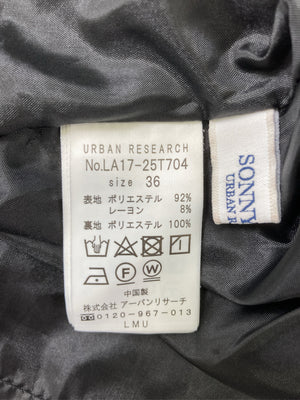 URBAN RESEARCH
No.LA17-25T704
size 36
表地 ポリエステル 92%
レーヨン 8%
裏地 ポリエステル 100%
中国製
株式会社 アーバンリサーチ
0120-967-013
LMU
SONNY
URBAN R